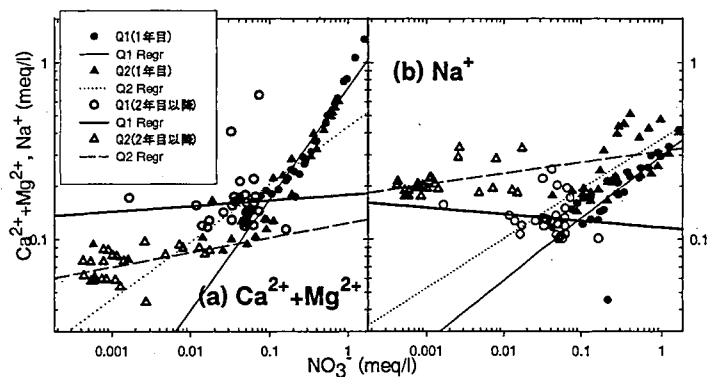 Ca²⁺+Mg²⁺, Na⁺ (meq/l)
1
0.1
Q1(1年目)
Q1 Regr
Q2(1年目)
Q2 Regr
Q1(2年目以降)
Q1 Regr
Q2(2年目以降)
Q2 Regr
(a) Ca²⁺+Mg²⁺
(b) Na⁺
1
0.1
0.001
0.01
0.1
1
0.001
0.01
0.1
1
NO₃⁻ (meq/l)